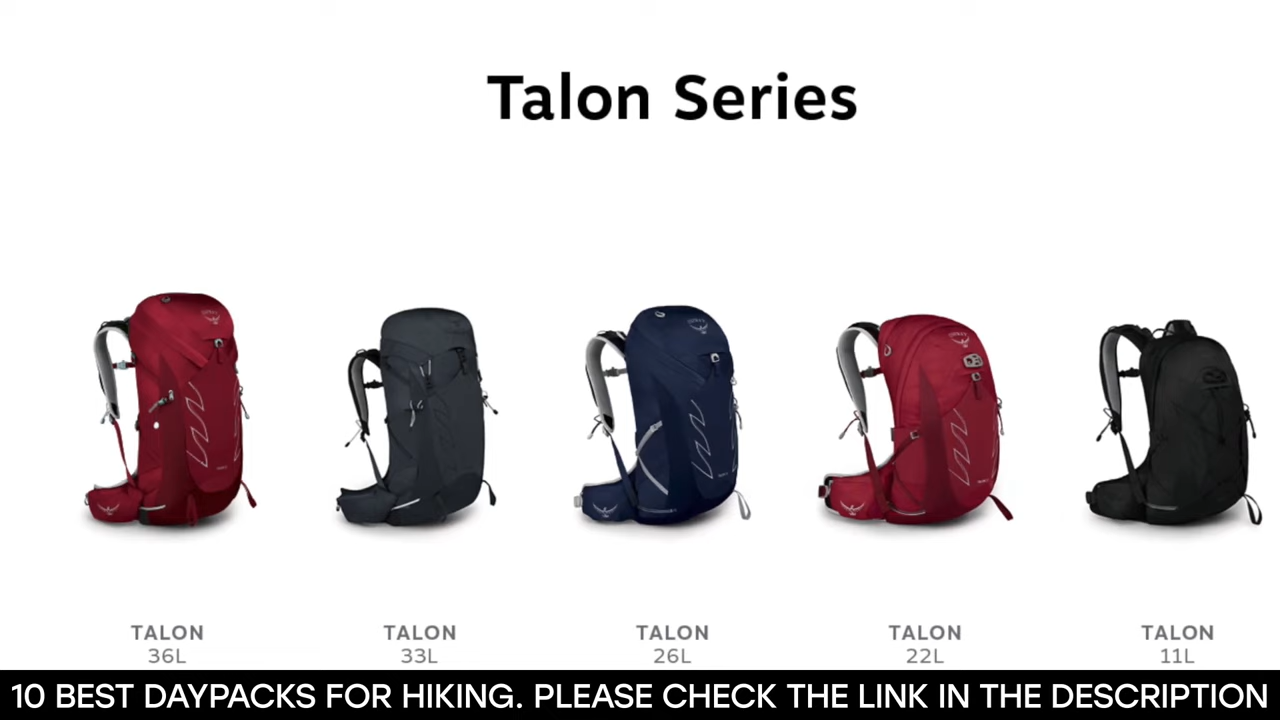 Talon Series
TALON
36L
TALON
33L
TALON
26L
TALON
22L
TALON
11L
10 BEST DAYPACKS FOR HIKING. PLEASE CHECK THE LINK IN THE DESCRIPTION